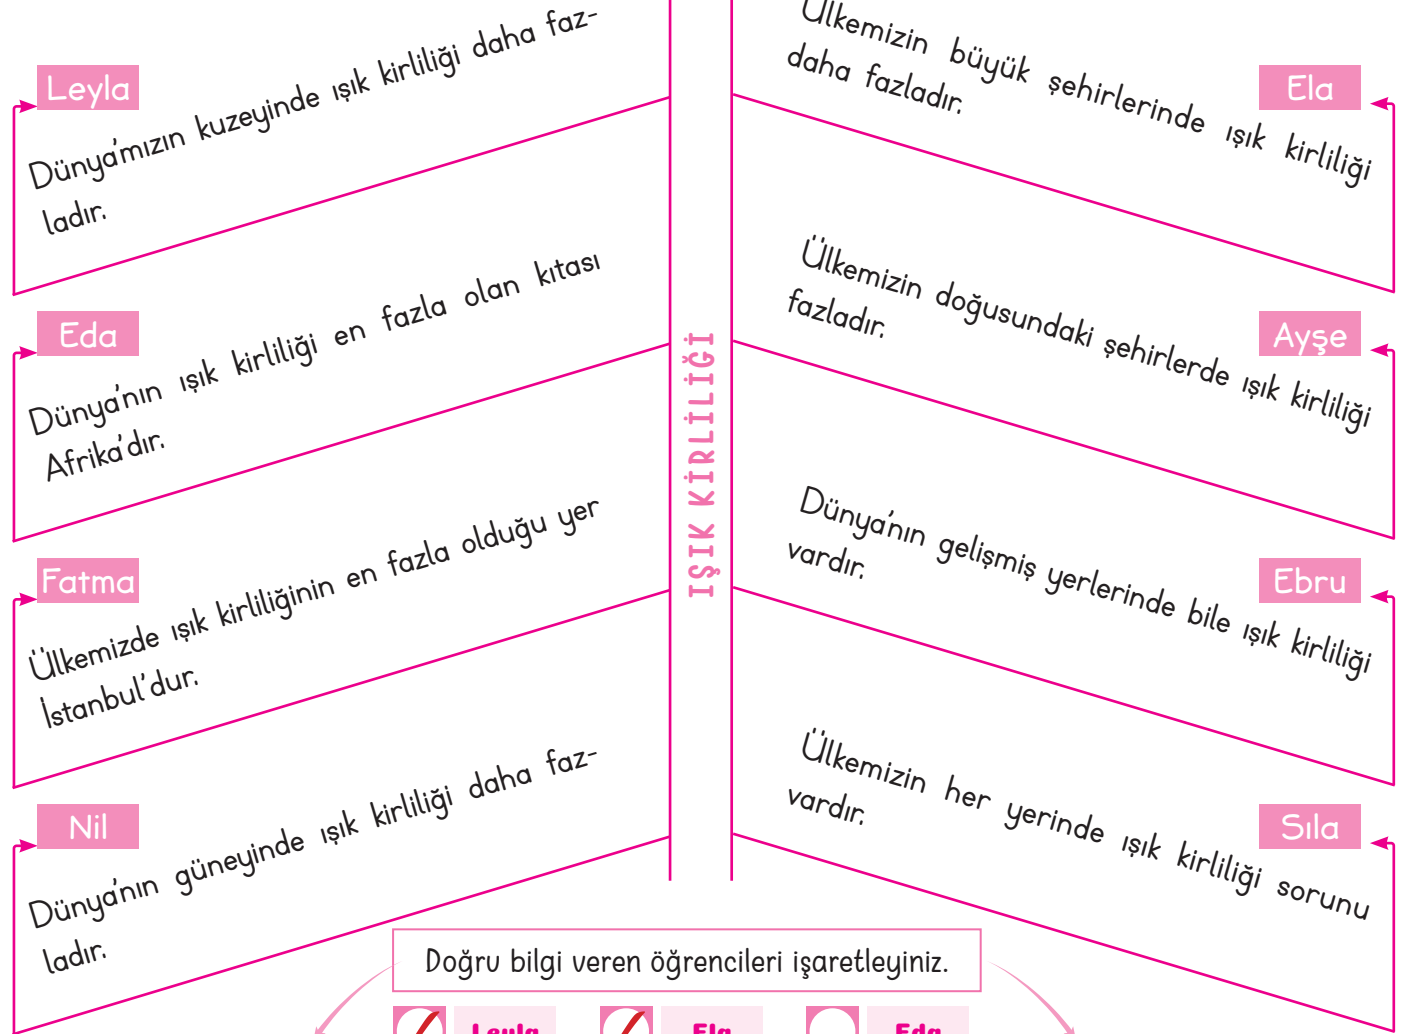 Leyla
Dünya'mızın kuzeyinde ışık kirliliği daha faz-
ladır.
Eda
Dünya'nın ışık kirliliği en fazla olan kıtası
Afrika'dır.
Fatma
Ülkemizde ışık kirliliğinin en fazla olduğu yer
İstanbul'dur.
Nil
Dünya'nın güneyinde ışık kirliliği daha faz-
ladır.
IŞIK KİRLİLİĞİ
Ela
Ülkemizin büyük şehirlerinde ışık kirliliği
daha fazladır.
Ayşe
Ülkemizin doğusundaki şehirlerde ışık kirliliği
fazladır.
Ebru
Dünya'nın gelişmiş yerlerinde bile ışık kirliliği
vardır.
Sıla
Ülkemizin her yerinde ışık kirliliği sorunu
vardır.
Doğru bilgi veren öğrencileri işaretleyiniz.
Leyla Ela Eda